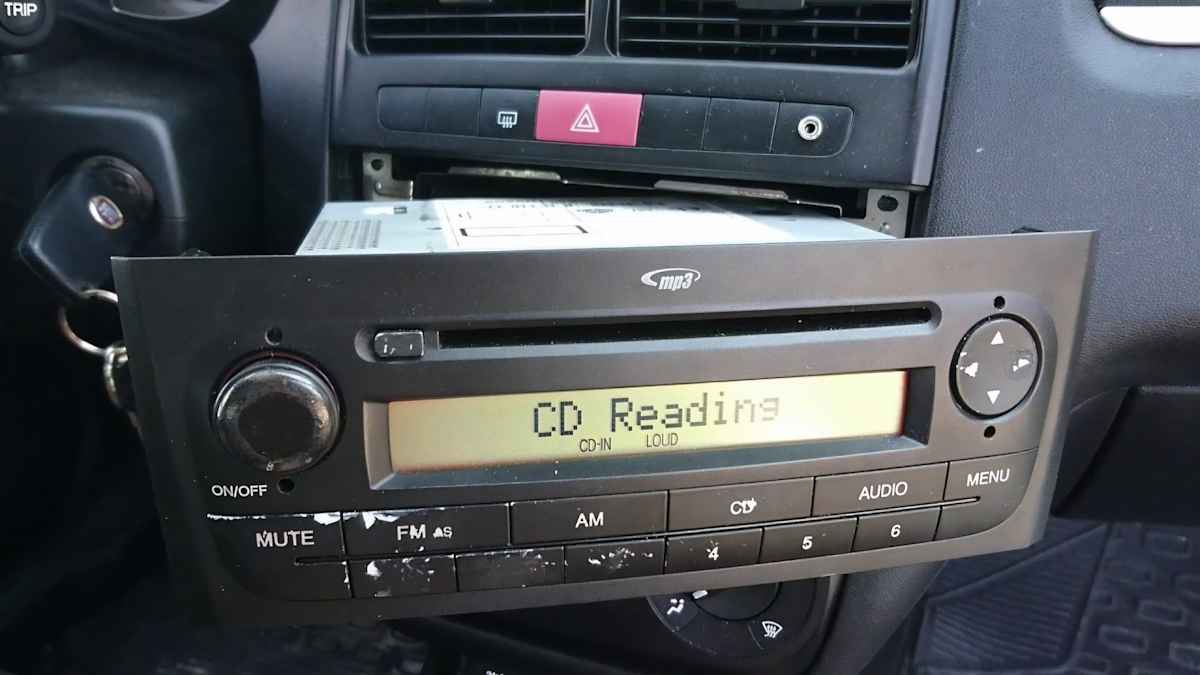 TRIP
mp3
CD Reading
CD-IN LOUD
ON/OFF
MUTE FM AS AM CD AUDIO MENU
4 5 6